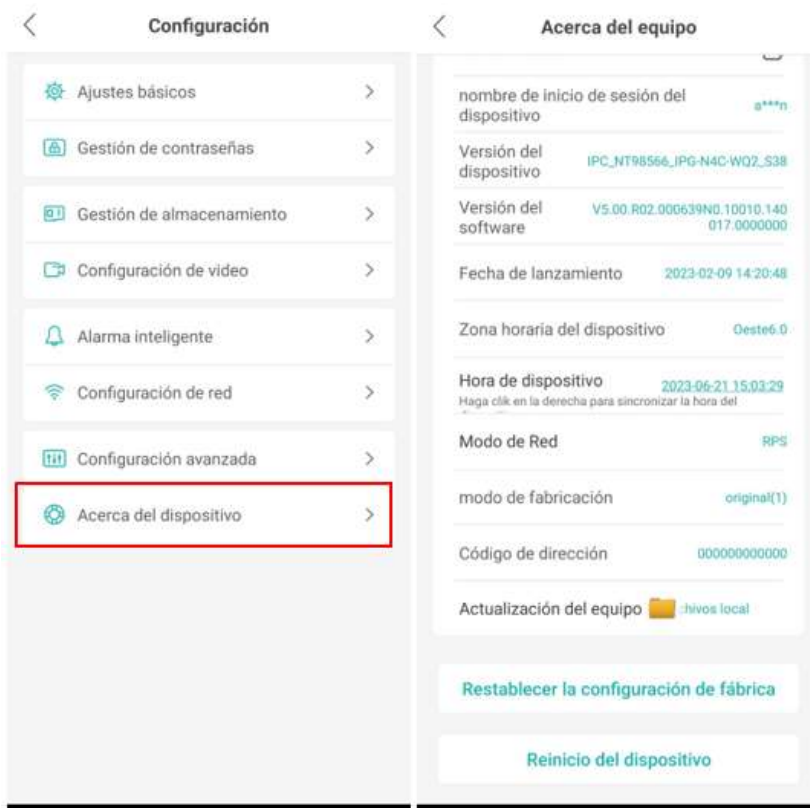 Configuración
Ajustes básicos
Gestión de contraseñas
Gestión de almacenamiento
Configuración de video
Alarma inteligente
Configuración de red
Configuración avanzada
Acerca del dispositivo
Acerca del equipo
nombre de inicio de sesión del
dispositivo
a***n
Versión del
dispositivo
IPC_NT98566_IPG-N4C-WQ2_S38
Versión del
software
V5.00.R02.000639N0.10010.140
017.0000000
Fecha de lanzamiento
2023-02-09 14:20:48
Zona horaria del dispositivo
Oeste6.0
Hora de dispositivo
2023-06-21 15:03:29
Haga clik en la derecha para sincronizar la hora del
Modo de Red
RPS
modo de fabricación
original(1)
Código de dirección
000000000000
Actualización del equipo
:hivos local
Restablecer la configuración de fábrica
Reinicio del dispositivo